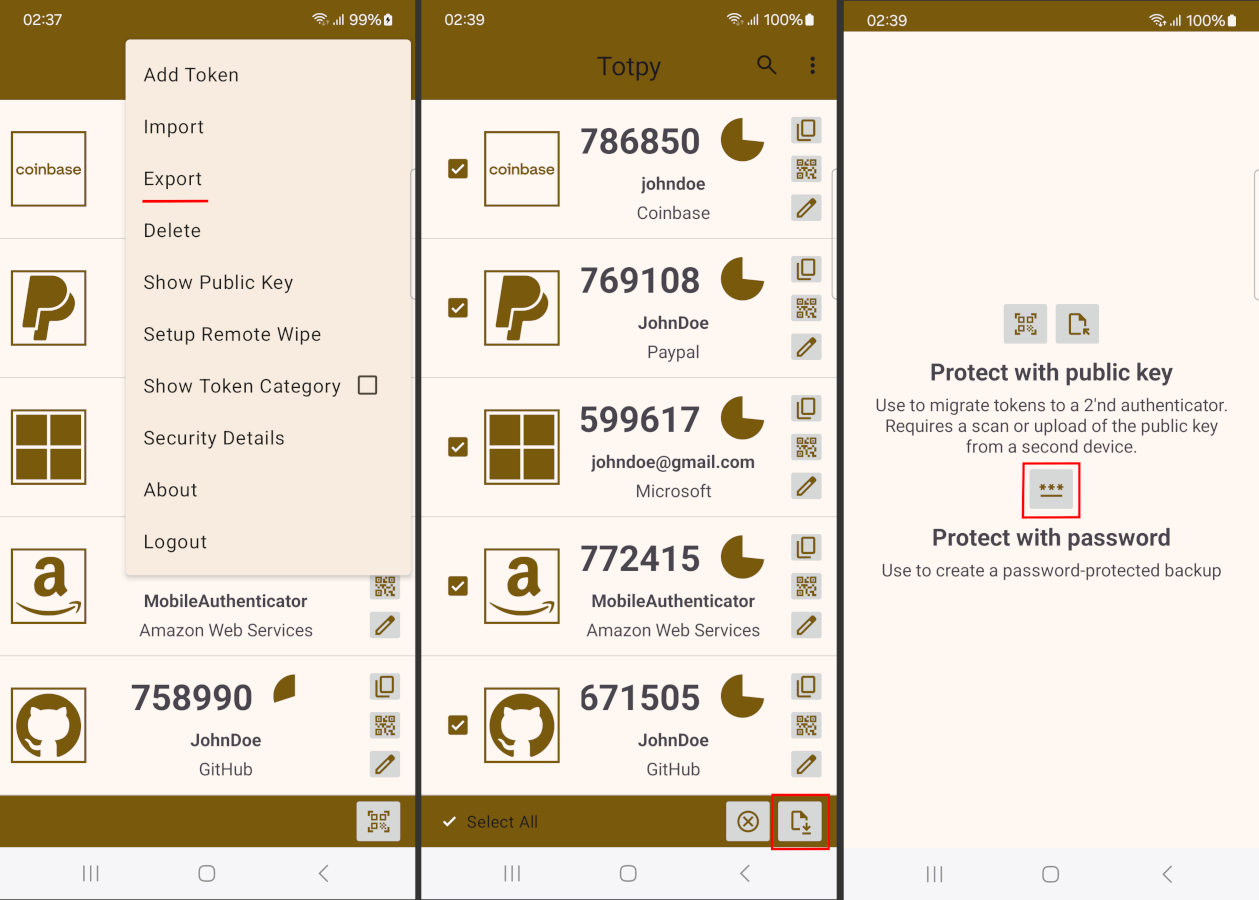 02:37
99%
Add Token
Import
Export
Delete
Show Public Key
Setup Remote Wipe
Show Token Category
Security Details
About
Logout
coinbase
a
MobileAuthenticator
Amazon Web Services
758990
JohnDoe
GitHub
02:39
100%
Totpy
coinbase
786850
johndoe
Coinbase
769108
JohnDoe
Paypal
599617
johndoe@gmail.com
Microsoft
a
772415
MobileAuthenticator
Amazon Web Services
671505
JohnDoe
GitHub
Select All
02:39
100%
Protect with public key
Use to migrate tokens to a 2'nd authenticator.
Requires a scan or upload of the public key
from a second device.
***
Protect with password
Use to create a password-protected backup